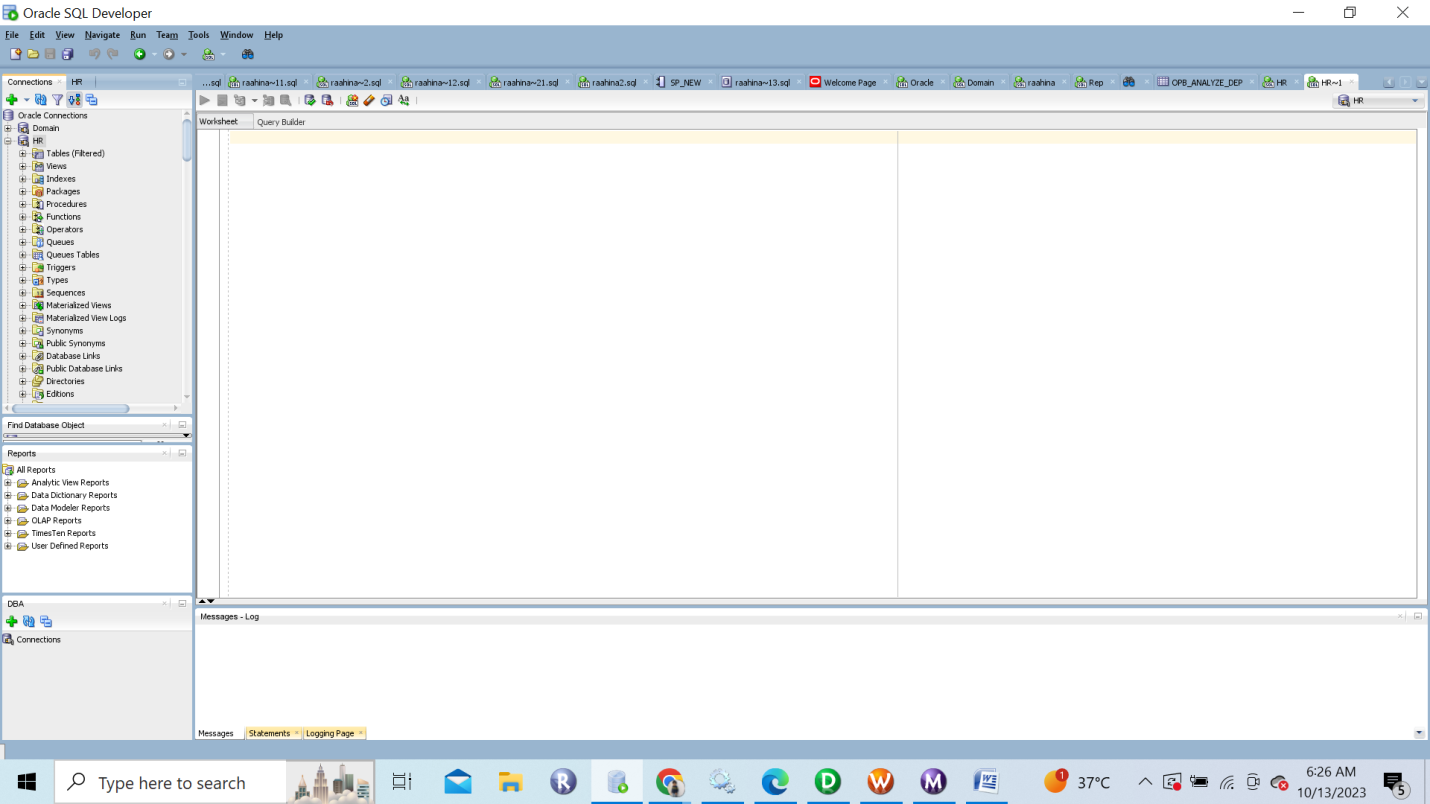 Oracle SQL Developer
File Edit View Navigate Run Team Tools Window Help
Connections HR
...sql raahina~11.sql raahina~2.sql raahina~12.sql raahina~21.sql raahina2.sql SP_NEW raahina~13.sql Welcome Page Oracle Domain raahina Rep OPB_ANALYZE_DEP HR HR~1
HR
Worksheet Query Builder
Oracle Connections
Domain
HR
Tables (Filtered)
Views
Indexes
Packages
Procedures
Functions
Operators
Queues
Queues Tables
Triggers
Types
Sequences
Materialized Views
Materialized View Logs
Synonyms
Public Synonyms
Database Links
Public Database Links
Directories
Editions
Find Database Object
Reports
All Reports
Analytic View Reports
Data Dictionary Reports
Data Modeler Reports
OLAP Reports
TimesTen Reports
User Defined Reports
DBA
Connections
Messages - Log
Messages Statements Logging Page
Type here to search
1
37°C
6:26 AM
10/13/2023
5